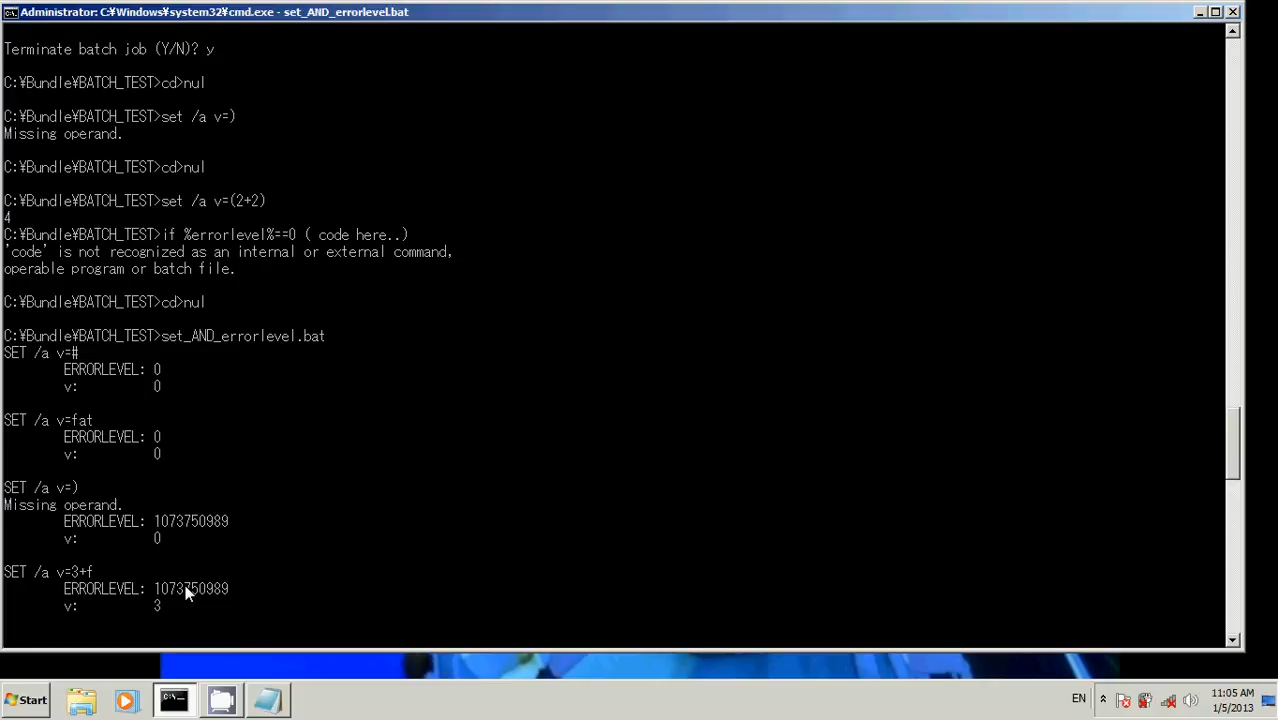 Administrator: C:¥Windows¥system32¥cmd.exe - set_AND_errorlevel.bat
Terminate batch job (Y/N)? y
C:¥Bundle¥BATCH_TEST>cd>nul
C:¥Bundle¥BATCH_TEST>set /a v=)
Missing operand.
C:¥Bundle¥BATCH_TEST>cd>nul
C:¥Bundle¥BATCH_TEST>set /a v=(2+2)
4
C:¥Bundle¥BATCH_TEST>if %errorlevel%==0 ( code here..)
'code' is not recognized as an internal or external command,
operable program or batch file.
C:¥Bundle¥BATCH_TEST>cd>nul
C:¥Bundle¥BATCH_TEST>set_AND_errorlevel.bat
SET /a v=#
ERRORLEVEL: 0
v: 0
SET /a v=fat
ERRORLEVEL: 0
v: 0
SET /a v=)
Missing operand.
ERRORLEVEL: 1073750989
v: 0
SET /a v=3+f
ERRORLEVEL: 1073750989
v: 3
Start
EN
11:05 AM
1/5/2013